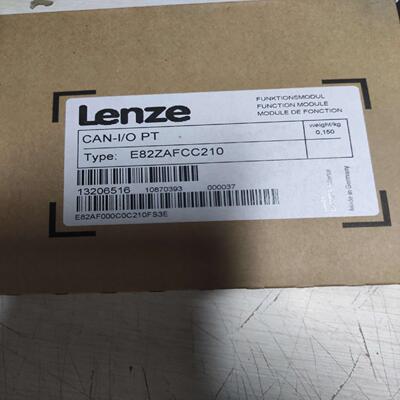 Lenze
FUNKTIONSMODUL
FUNCTION MODULE
MODULE DE FONCTION
CAN-I/O PT
weight/kg
0,150
Type: E82ZAFCC210
13206516 10870393 000037
E82AF000C0C210FS3E
Made in Germany